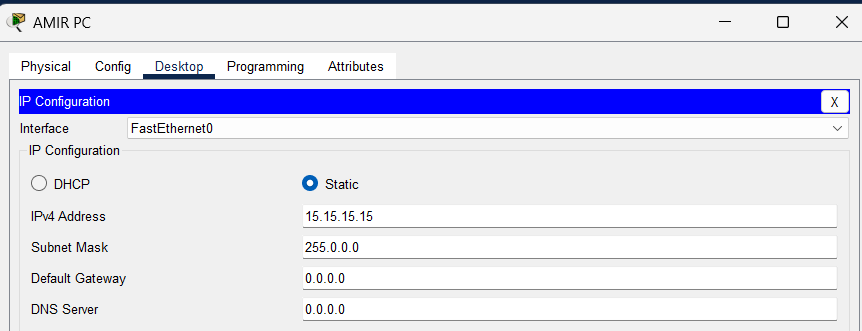 AMIR PC
Physical Config Desktop Programming Attributes
IP Configuration X
Interface FastEthernet0
IP Configuration
DHCP Static
IPv4 Address 15.15.15.15
Subnet Mask 255.0.0.0
Default Gateway 0.0.0.0
DNS Server 0.0.0.0